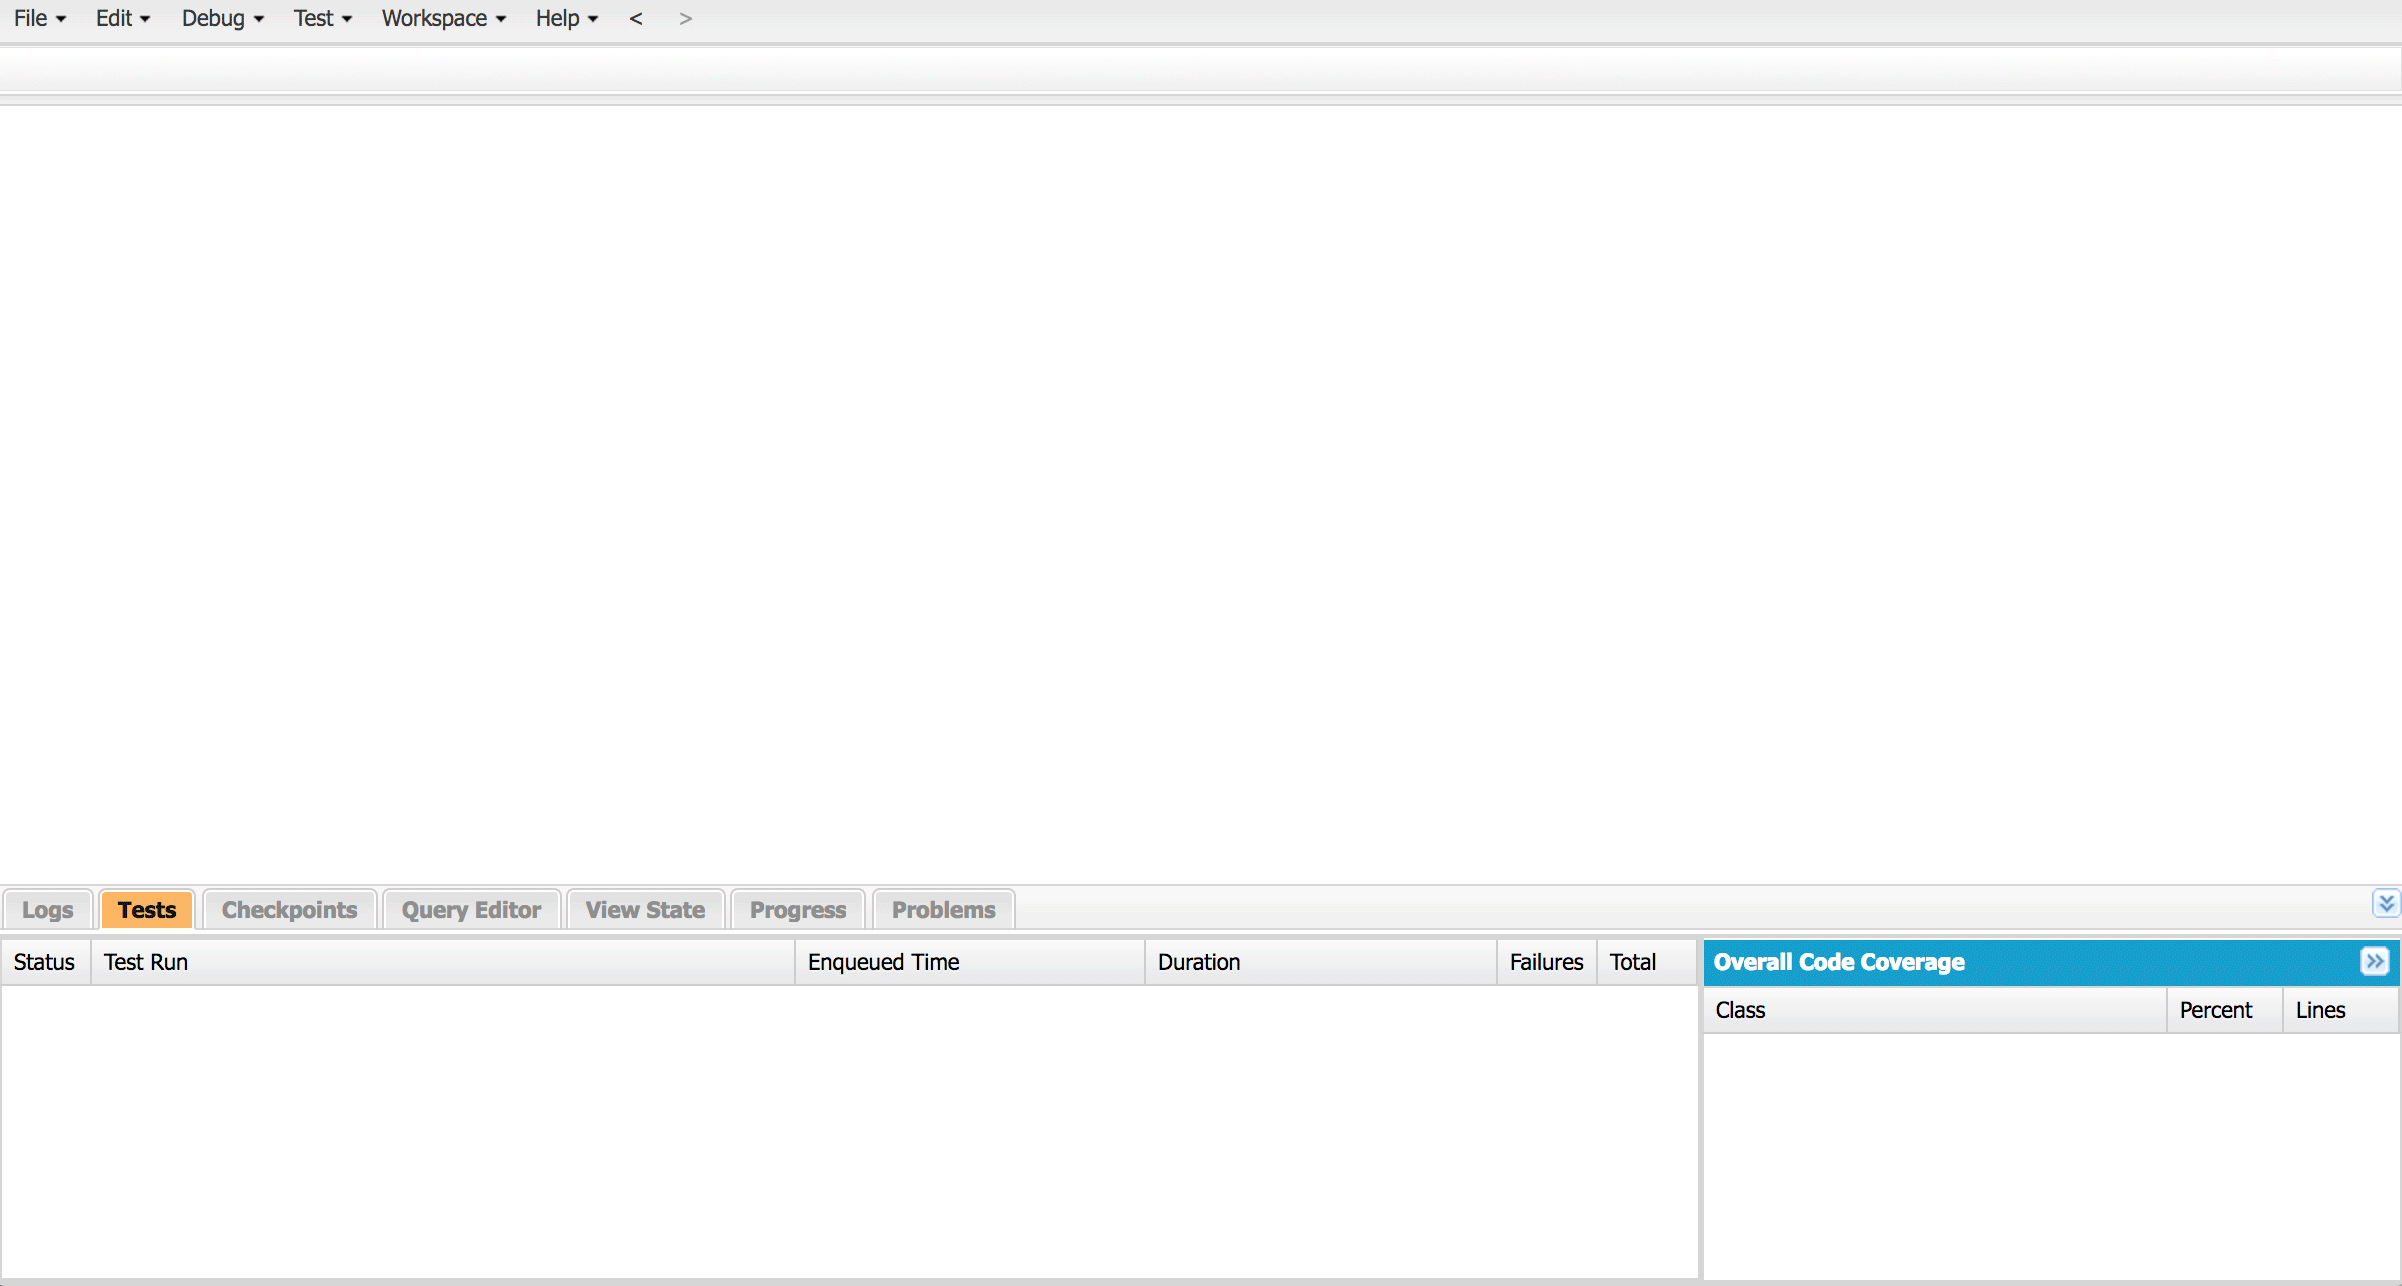 File Edit Debug Test Workspace Help < >
Logs Tests Checkpoints Query Editor View State Progress Problems
Status Test Run Enqueued Time Duration Failures Total Overall Code Coverage
Class Percent Lines